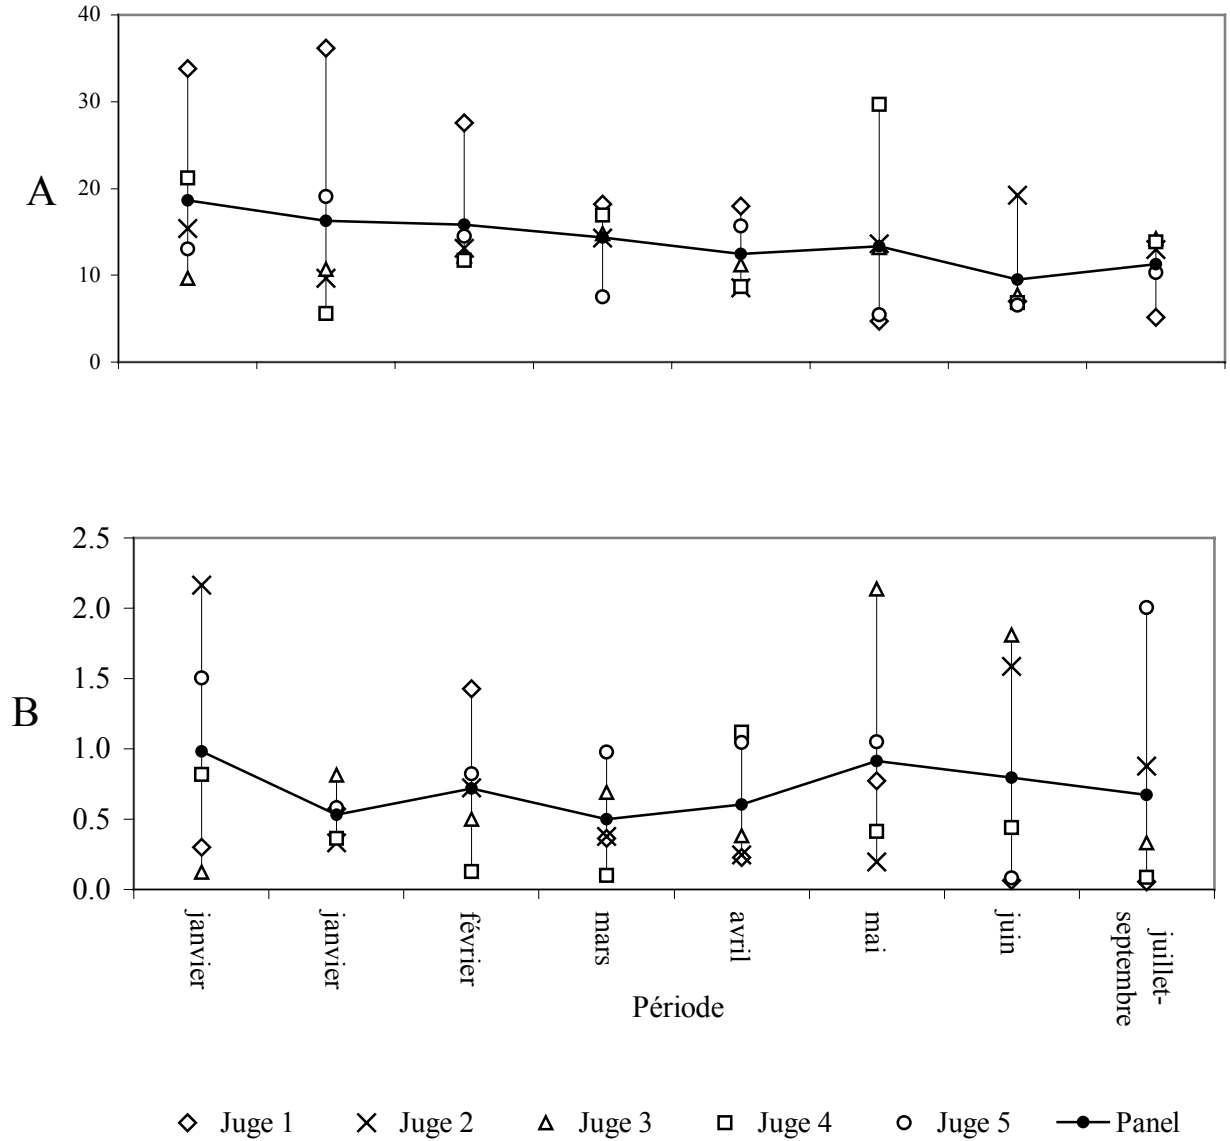 40
30
A
20
10
0
2.5
2.0
1.5
B
1.0
0.5
0.0
janvier
janvier
février
mars
avril
mai
juin
juillet-
septembre
Période
Juge 1 Juge 2 Juge 3 Juge 4 Juge 5 Panel